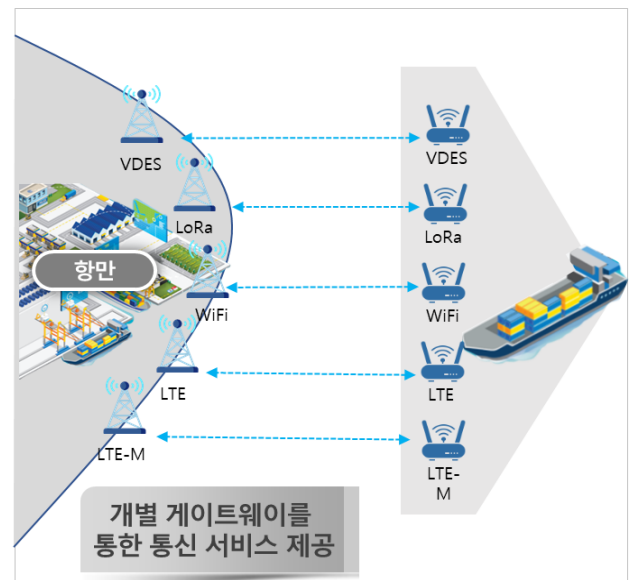 VDES
VDES
LoRa
LoRa
항만
WiFi
WiFi
LTE
LTE
LTE-M
LTE-
M
개별 게이트웨이를
통한 통신 서비스 제공